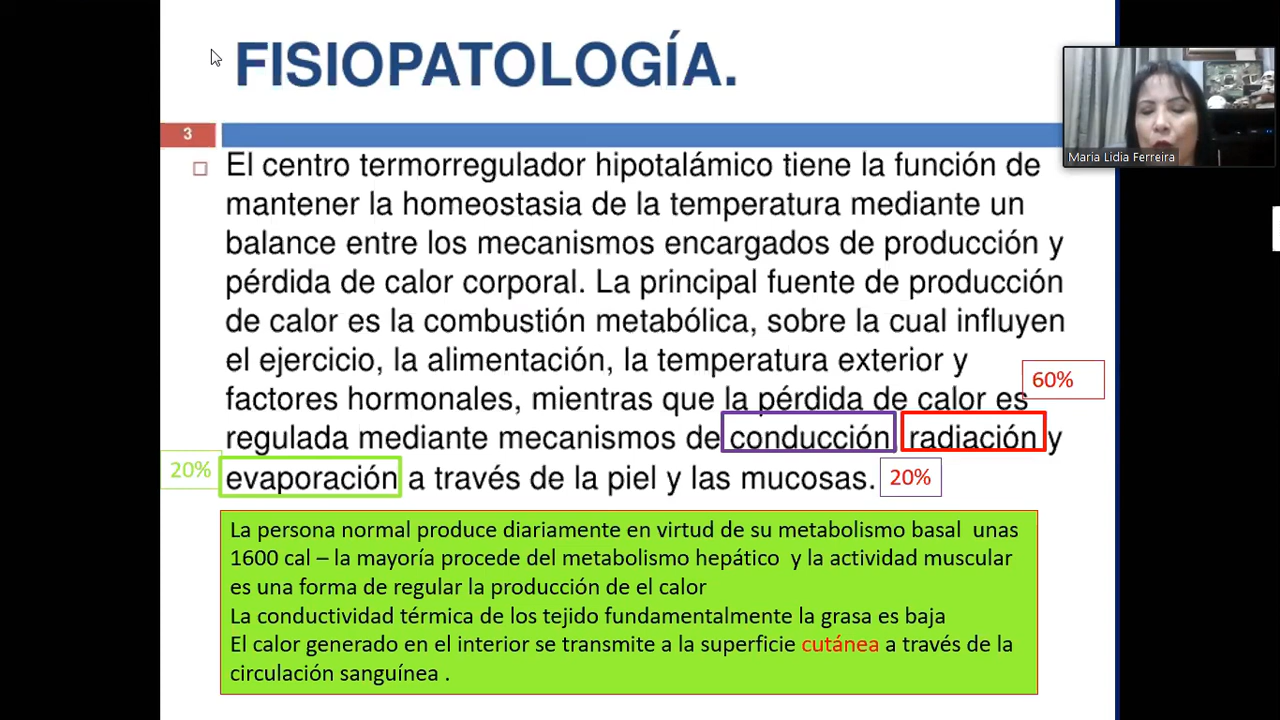 FISIOPATOLOGÍA.
3
El centro termorregulador hipotalámico tiene la función de
mantener la homeostasia de la temperatura mediante un
balance entre los mecanismos encargados de producción y
pérdida de calor corporal. La principal fuente de producción
de calor es la combustión metabólica, sobre la cual influyen
el ejercicio, la alimentación, la temperatura exterior y
60%
factores hormonales, mientras que la pérdida de calor es
regulada mediante mecanismos de conducción radiación y
20%
evaporación a través de la piel y las mucosas.
20%
La persona normal produce diariamente en virtud de su metabolismo basal unas
1600 cal – la mayoría procede del metabolismo hepático y la actividad muscular
es una forma de regular la producción de el calor
La conductividad térmica de los tejido fundamentalmente la grasa es baja
El calor generado en el interior se transmite a la superficie cutánea a través de la
circulación sanguínea .
Maria Lidia Ferreira